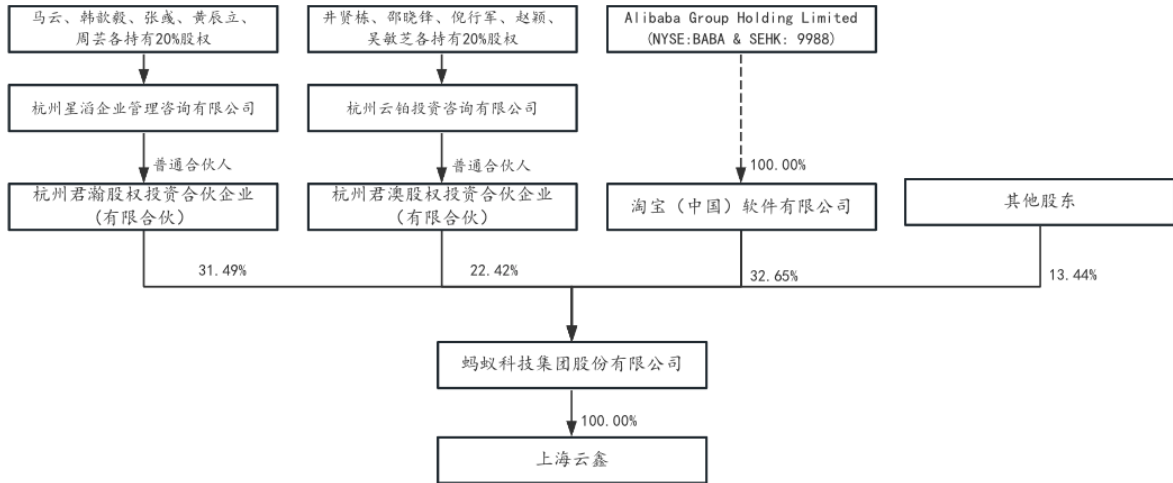 马云、韩歆毅、张彧、黄辰立、
周芸各持有20%股权
井贤栋、邵晓锋、倪行军、赵颖、
吴敏芝各持有20%股权
Alibaba Group Holding Limited
(NYSE:BABA & SEHK: 9988)
杭州星滔企业管理咨询有限公司
杭州云铂投资咨询有限公司
普通合伙人
普通合伙人
100.00%
杭州君瀚股权投资合伙企业
(有限合伙)
杭州君澳股权投资合伙企业
(有限合伙)
淘宝（中国）软件有限公司
其他股东
31.49%
22.42%
32.65%
13.44%
蚂蚁科技集团股份有限公司
100.00%
上海云鑫